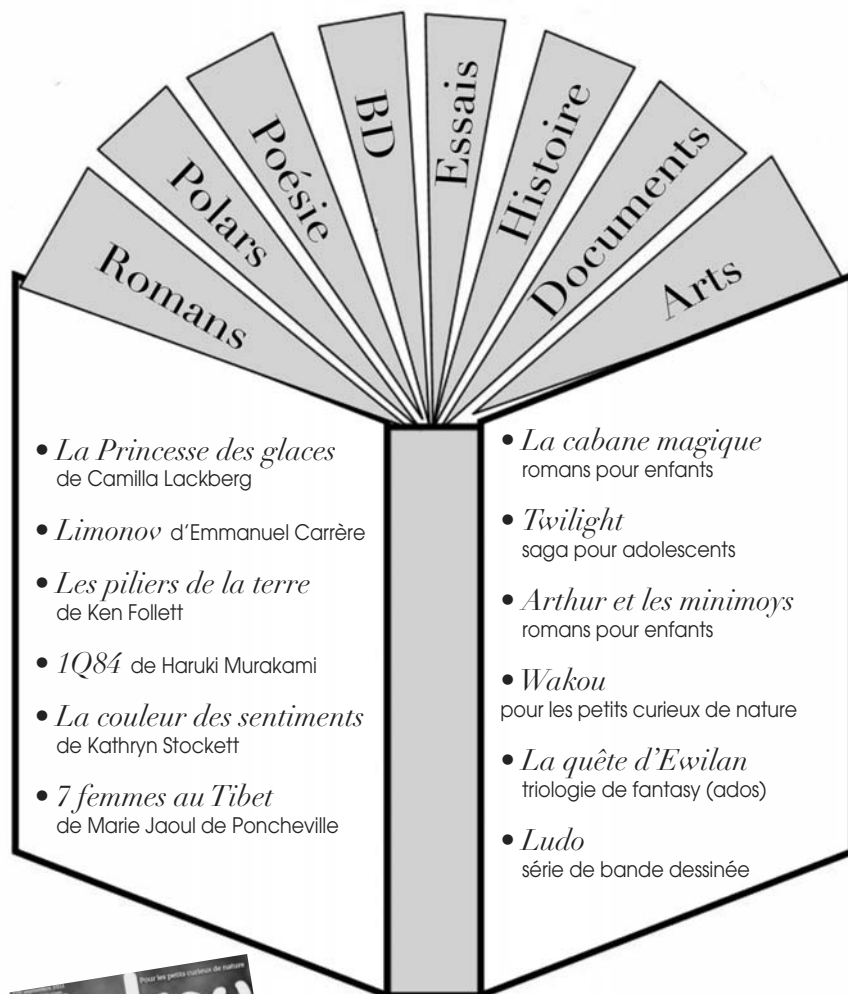 Romans
Polars
Poésie
BD
Essais
Histoire
Documents
Arts
• La Princesse des glaces
de Camilla Lackberg
• Limonov d'Emmanuel Carrère
• Les piliers de la terre
de Ken Follett
• 1Q84 de Haruki Murakami
• La couleur des sentiments
de Kathryn Stockett
• 7 femmes au Tibet
de Marie Jaoul de Poncheville
• La cabane magique
romans pour enfants
• Twilight
saga pour adolescents
• Arthur et les minimoys
romans pour enfants
• Wakou
pour les petits curieux de nature
• La quête d'Ewilan
triologie de fantasy (ados)
• Ludo
série de bande dessinée
Pour les petits curieux de nature